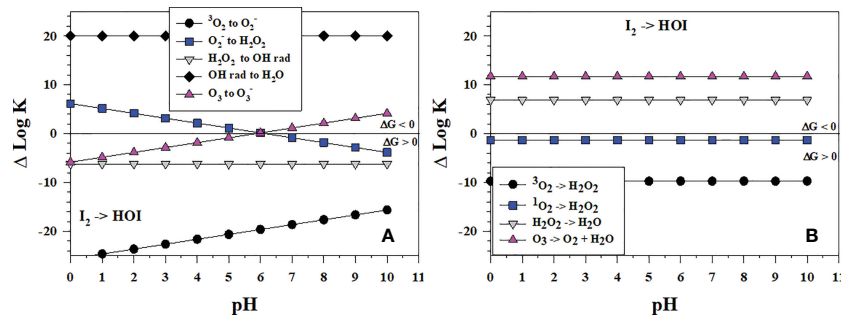 ³O₂ to O₂⁻
O₂⁻ to H₂O₂
H₂O₂ to OH rad
OH rad to H₂O
O₃ to O₃⁻
Δ Log K
20
10
0
-10
-20
ΔG < 0
ΔG > 0
I₂ -> HOI
A
0 1 2 3 4 5 6 7 8 9 10 11
pH
I₂ -> HOI
Δ Log K
20
10
0
-10
-20
ΔG < 0
ΔG > 0
³O₂ -> H₂O₂
¹O₂ -> H₂O₂
H₂O₂ -> H₂O
O₃ -> O₂ + H₂O
B
0 1 2 3 4 5 6 7 8 9 10 11
pH